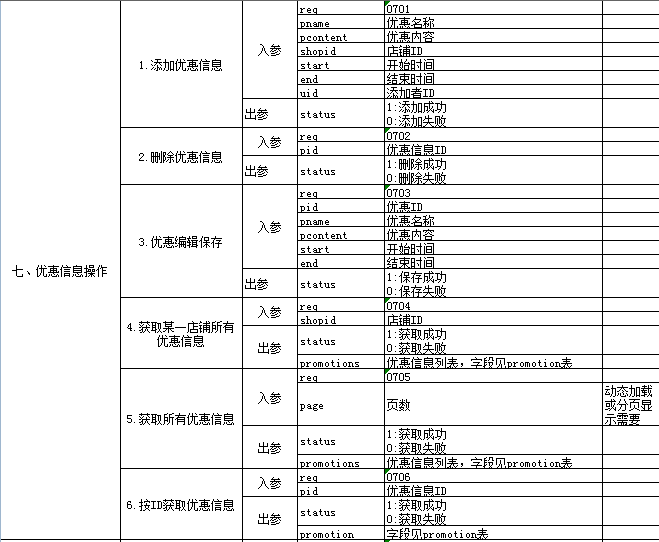 七、优惠信息操作
1.添加优惠信息
入参
req 0701
pname 优惠名称
pcontent 优惠内容
shopid 店铺ID
start 开始时间
end 结束时间
uid 添加者ID
出参
status 1:添加成功
0:添加失败
2.删除优惠信息
入参
req 0702
pid 优惠信息ID
出参
status 1:删除成功
0:删除失败
3.优惠编辑保存
入参
req 0703
pid 优惠ID
pname 优惠名称
pcontent 优惠内容
start 开始时间
end 结束时间
出参
status 1:保存成功
0:保存失败
4.获取某一店铺所有
优惠信息
入参
req 0704
shopid 店铺ID
出参
status 1:获取成功
0:获取失败
promotions 优惠信息列表，字段见promotion表
5.获取所有优惠信息
入参
req 0705
page 页数
动态加载
或分页显
示需要
出参
status 1:获取成功
0:获取失败
promotions 优惠信息列表，字段见promotion表
6.按ID获取优惠信息
入参
req 0706
pid 优惠信息ID
出参
status 1:获取成功
0:获取失败
promotion 字段见promotion表